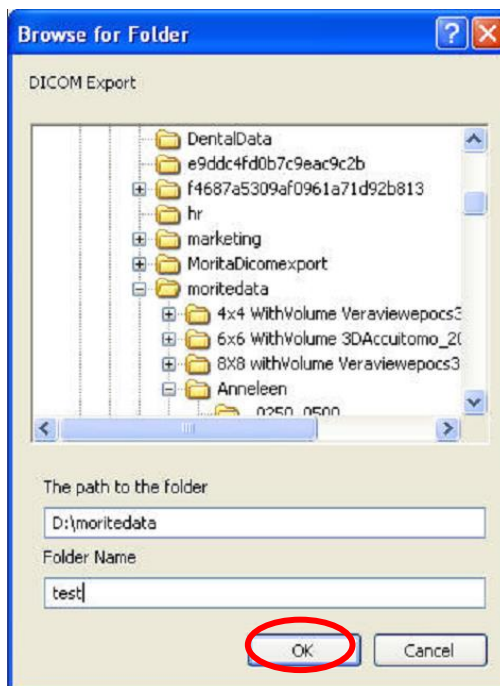 Browse for Folder
DICOM Export
DentalData
e9ddc4fd0b7c9eac9c2b
f4687a5309af0961a71d92b813
hr
marketing
MoritaDicomexport
moritedata
4x4 WithVolume Veraviewepocs3
6x6 WithVolume 3DAccuitomo_20
8X8 withVolume Veraviewepocs3
Anneleen
0250_0500
The path to the folder
D:\moritedata
Folder Name
test
OK Cancel